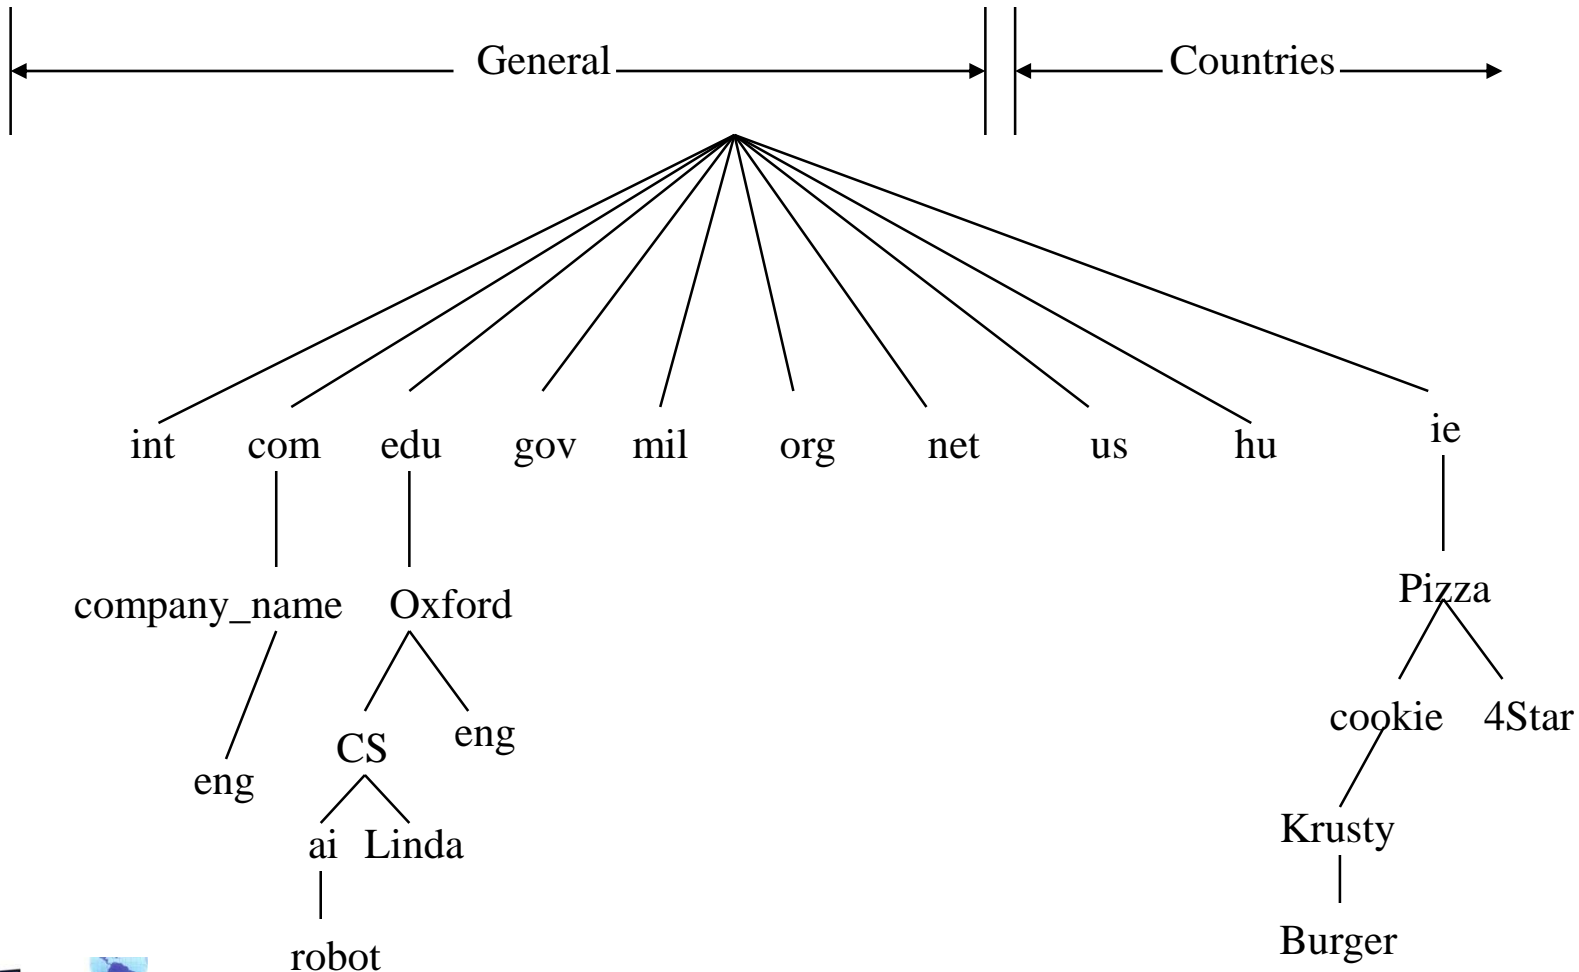 General Countries
int com edu gov mil org net us hu ie
company_name Oxford Pizza
cookie 4Star
CS eng
eng
ai Linda Krusty
robot Burger